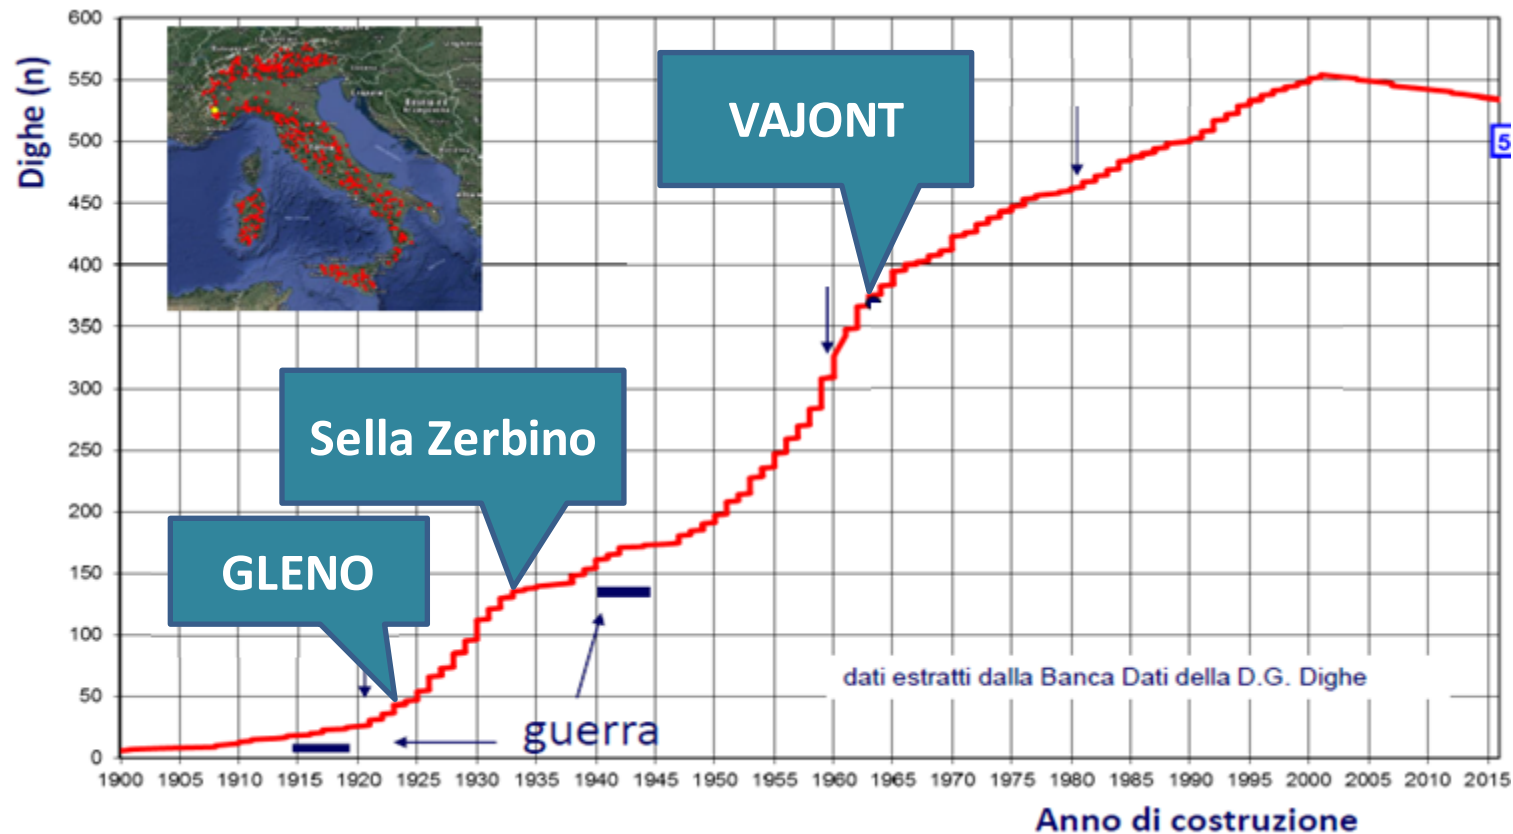 Dighe (n)
600
550
500
450
400
350
300
250
200
150
100
50
0
VAJONT
Sella Zerbino
GLENO
5
dati estratti dalla Banca Dati della D.G. Dighe
guerra
1900 1905 1910 1915 1920 1925 1930 1935 1940 1945 1950 1955 1960 1965 1970 1975 1980 1985 1990 1995 2000 2005 2010 2015
Anno di costruzione